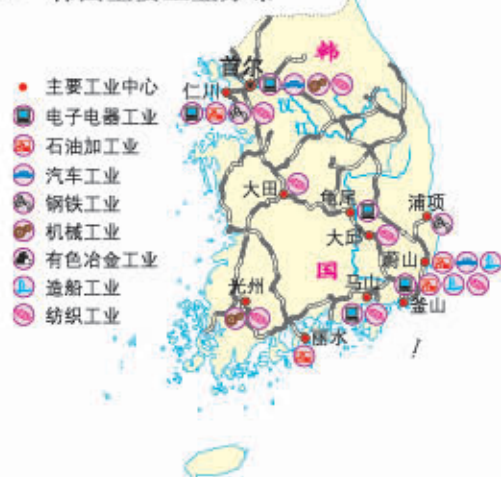 韩
首尔
仁川
主要工业中心
电子电器工业
石油加工业
汽车工业
钢铁工业
机械工业
有色冶金工业
造船工业
纺织工业
大田
龟尾
浦项
大邱
蔚山
国
光州
马山
釜山
丽水